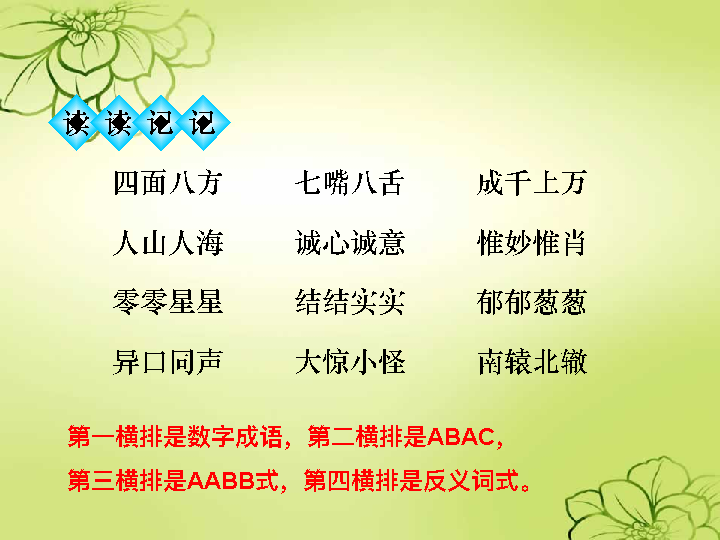 读读记记
四面八方 七嘴八舌 成千上万
人山人海 诚心诚意 惟妙惟肖
零零星星 结结实实 郁郁葱葱
异口同声 大惊小怪 南辕北辙
第一横排是数字成语，第二横排是ABAC，
第三横排是AABB式，第四横排是反义词式。